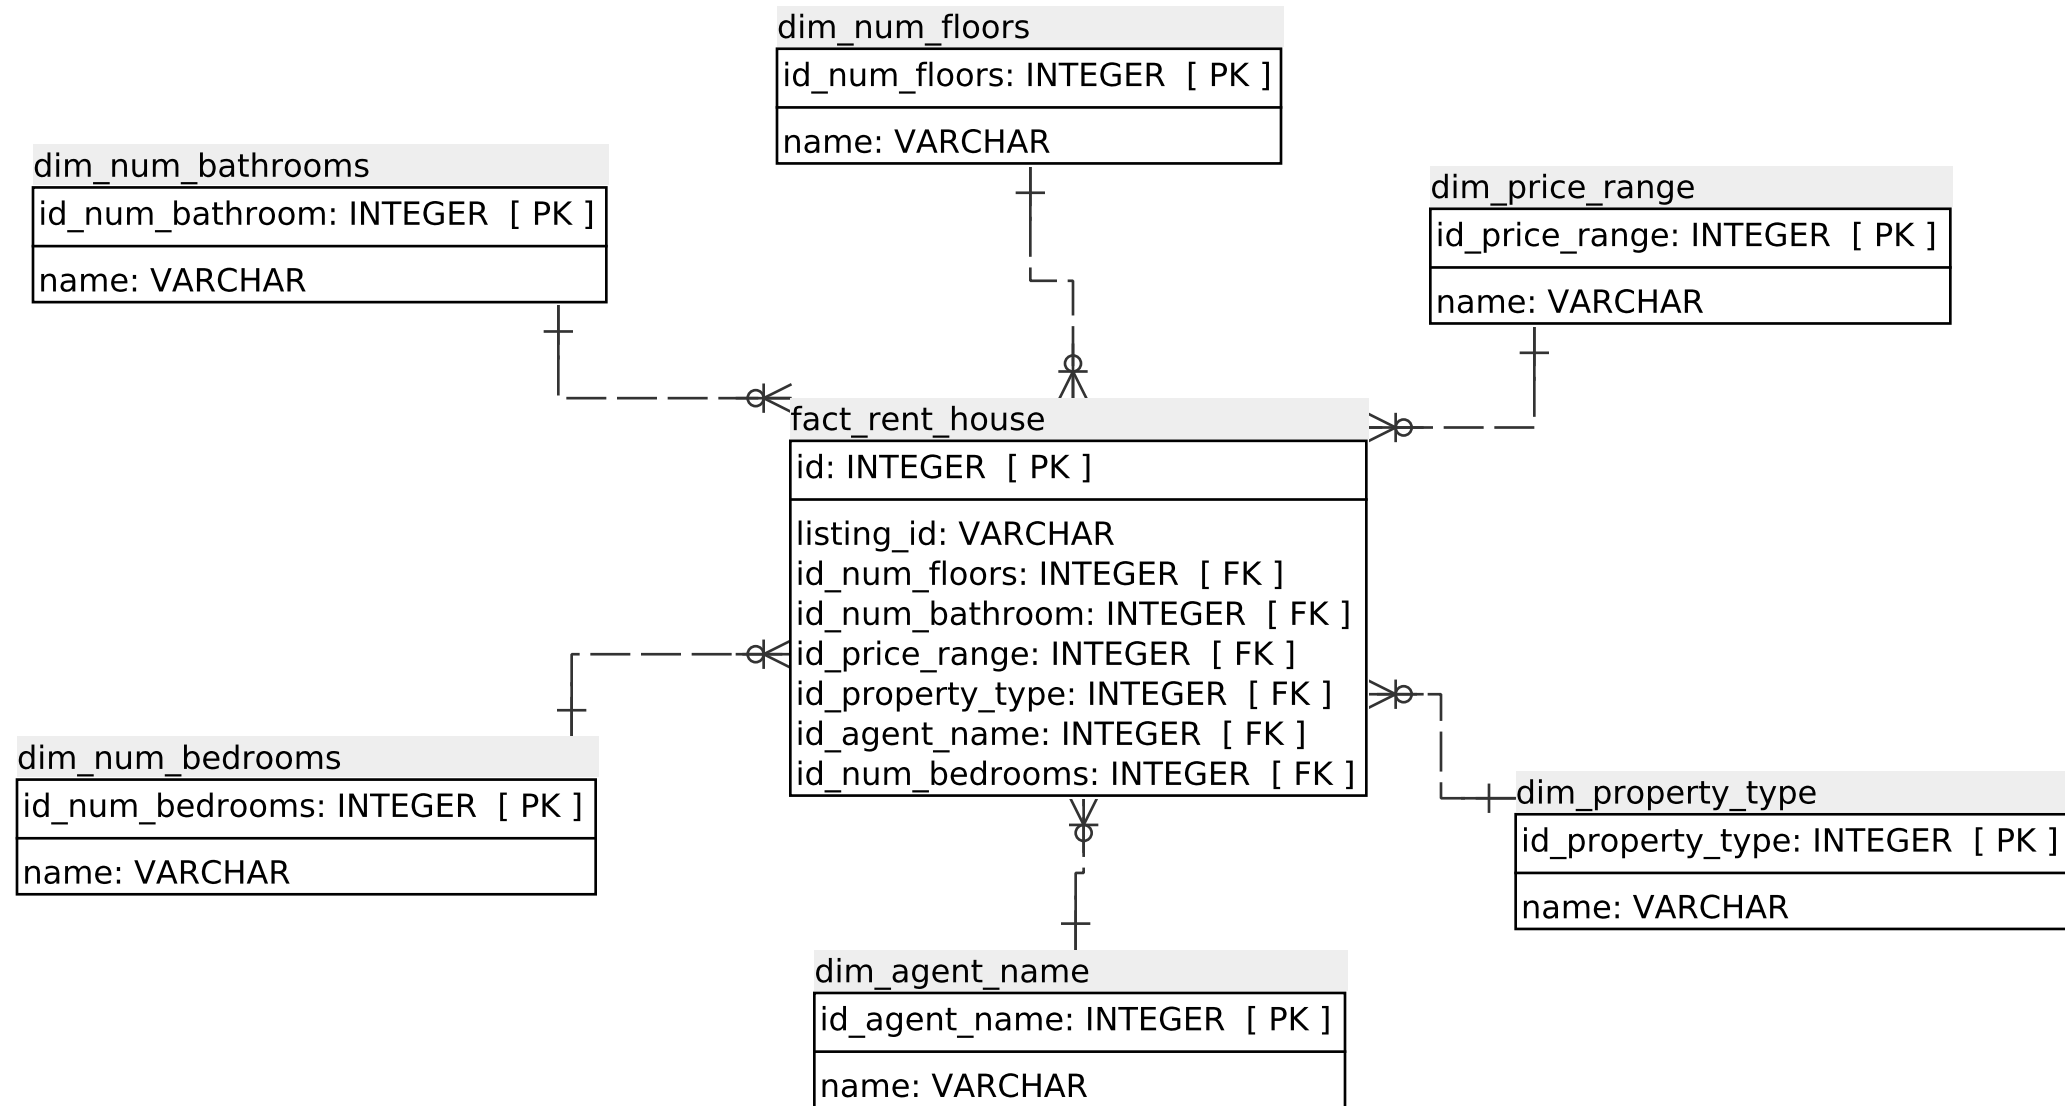 dim_num_floors
id_num_floors: INTEGER [ PK ]
name: VARCHAR
dim_num_bathrooms
id_num_bathroom: INTEGER [ PK ]
name: VARCHAR
dim_price_range
id_price_range: INTEGER [ PK ]
name: VARCHAR
fact_rent_house
id: INTEGER [ PK ]
listing_id: VARCHAR
id_num_floors: INTEGER [ FK ]
id_num_bathroom: INTEGER [ FK ]
id_price_range: INTEGER [ FK ]
id_property_type: INTEGER [ FK ]
id_agent_name: INTEGER [ FK ]
id_num_bedrooms: INTEGER [ FK ]
dim_num_bedrooms
id_num_bedrooms: INTEGER [ PK ]
name: VARCHAR
dim_property_type
id_property_type: INTEGER [ PK ]
name: VARCHAR
dim_agent_name
id_agent_name: INTEGER [ PK ]
name: VARCHAR